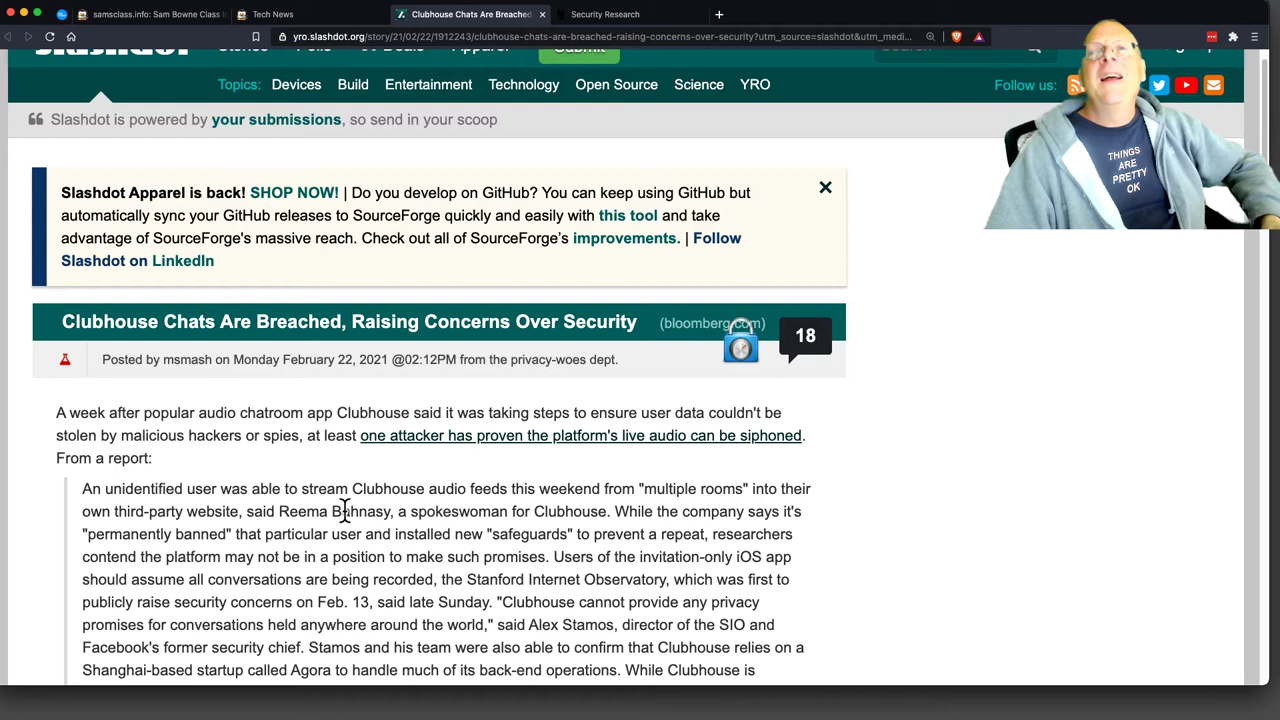 samsclass.info: Sam Bowne Class I
Tech News
Clubhouse Chats Are Breached
Security Research
yro.slashdot.org/story/21/02/22/1912243/clubhouse-chats-are-breached-raising-concerns-over-security?utm_source=slashdot&utm_medi...
Submit
Topics: Devices Build Entertainment Technology Open Source Science YRO
Follow us:
Slashdot is powered by your submissions, so send in your scoop
Slashdot Apparel is back! SHOP NOW! | Do you develop on GitHub? You can keep using GitHub but
automatically sync your GitHub releases to SourceForge quickly and easily with this tool and take
advantage of SourceForge's massive reach. Check out all of SourceForge's improvements. | Follow
Slashdot on LinkedIn
THINGS
ARE
PRETTY
OK
Clubhouse Chats Are Breached, Raising Concerns Over Security (bloomberg.com) 18
Posted by msmash on Monday February 22, 2021 @02:12PM from the privacy-woes dept.
A week after popular audio chatroom app Clubhouse said it was taking steps to ensure user data couldn't be
stolen by malicious hackers or spies, at least one attacker has proven the platform's live audio can be siphoned.
From a report:
An unidentified user was able to stream Clubhouse audio feeds this weekend from "multiple rooms" into their
own third-party website, said Reema Bahnasy, a spokeswoman for Clubhouse. While the company says it's
"permanently banned" that particular user and installed new "safeguards" to prevent a repeat, researchers
contend the platform may not be in a position to make such promises. Users of the invitation-only iOS app
should assume all conversations are being recorded, the Stanford Internet Observatory, which was first to
publicly raise security concerns on Feb. 13, said late Sunday. "Clubhouse cannot provide any privacy
promises for conversations held anywhere around the world," said Alex Stamos, director of the SIO and
Facebook's former security chief. Stamos and his team were also able to confirm that Clubhouse relies on a
Shanghai-based startup called Agora to handle much of its back-end operations. While Clubhouse is